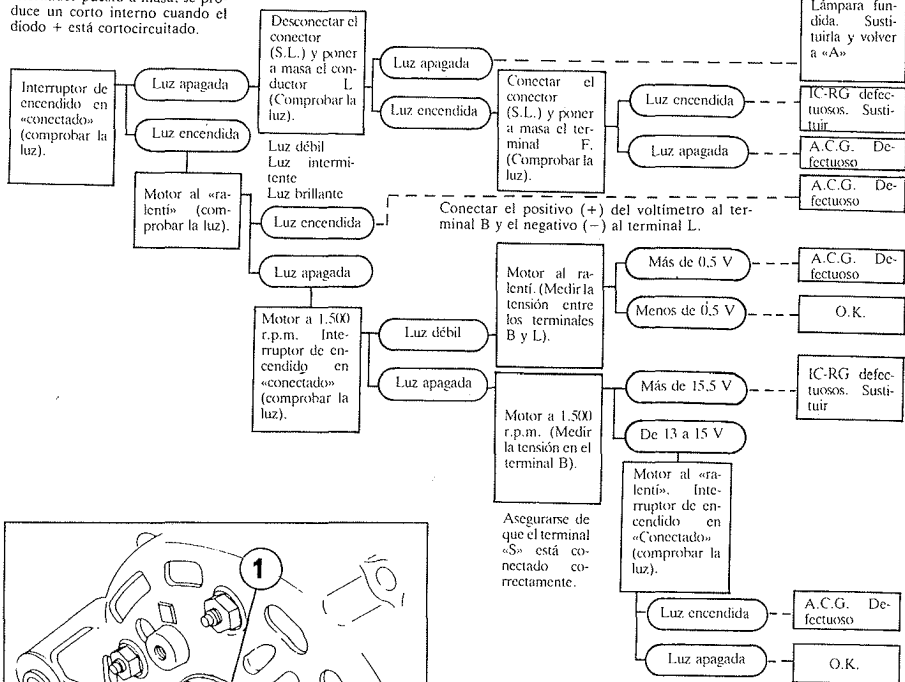 duce un corto interno cuando el
diodo + está cortocircuitado.
Interruptor de
encendido en
«conectado»
(comprobar la
luz).
Luz apagada
Luz encendida
Desconectar el
conector
(S.L.) y poner
a masa el con-
ductor L
(Comprobar la
luz).
Luz débil
Luz intermi-
tente
Luz brillante
Luz apagada
Luz encendida
Conectar el
conector
(S.L.) y poner
a masa el ter-
minal F.
(Comprobar la
luz).
Luz encendida
Luz apagada
Lámpara fun-
dida. Susti-
tuirla y volver
a «A»
IC-RG defec-
tuosos. Susti-
tuir
A.C.G. De-
fectuoso
A.C.G. De-
fectuoso
Motor al «ra-
lentí» (com-
probar la luz).
Luz encendida
Luz apagada
Conectar el positivo (+) del voltímetro al ter-
minal B y el negativo (−) al terminal L.
Motor a 1.500
r.p.m. Inte-
rruptor de en-
cendido en
«conectado»
(comprobar la
luz).
Luz débil
Luz apagada
Motor al ra-
lentí. (Medir la
tensión entre
los terminales
B y L).
Más de 0,5 V
Menos de 0,5 V
A.C.G. De-
fectuoso
O.K.
Motor a 1.500
r.p.m. (Medir
la tensión en el
terminal B).
Asegurarse de
que el terminal
«S» está co-
nectado co-
rrectamente.
Más de 15,5 V
De 13 a 15 V
IC-RG defec-
tuosos. Susti-
tuir
Motor al «ra-
lentí». Inte-
rruptor de en-
cendido en
«Conectado»
(comprobar la
luz).
Luz encendida
Luz apagada
A.C.G. De-
fectuoso
O.K.
1